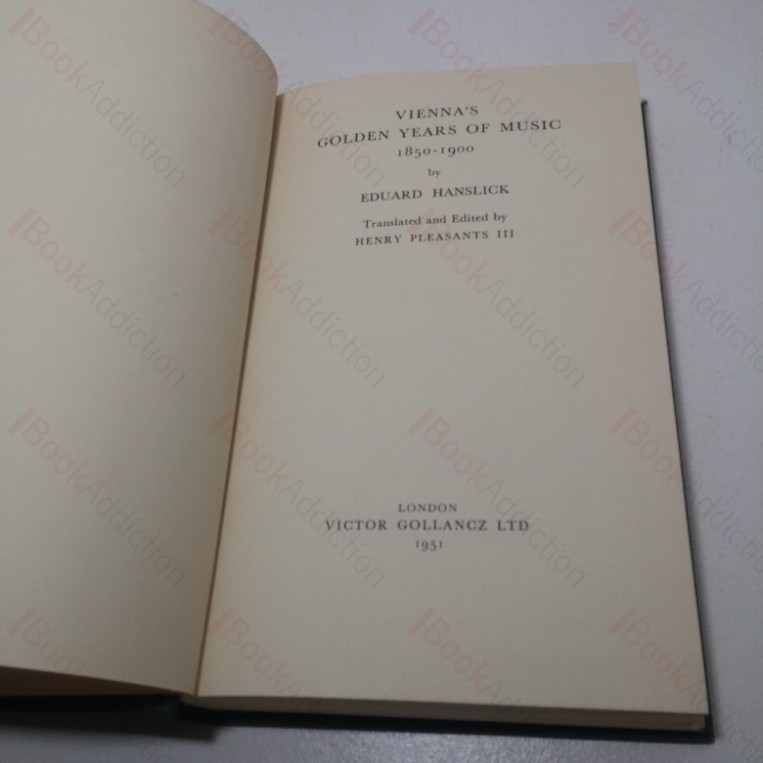 VIENNA'S
GOLDEN YEARS OF MUSIC
1850-1900
by
EDUARD HANSLICK
Translated and Edited by
HENRY PLEASANTS III
LONDON
VICTOR GOLLANCZ LTD
1951
BookAddiction